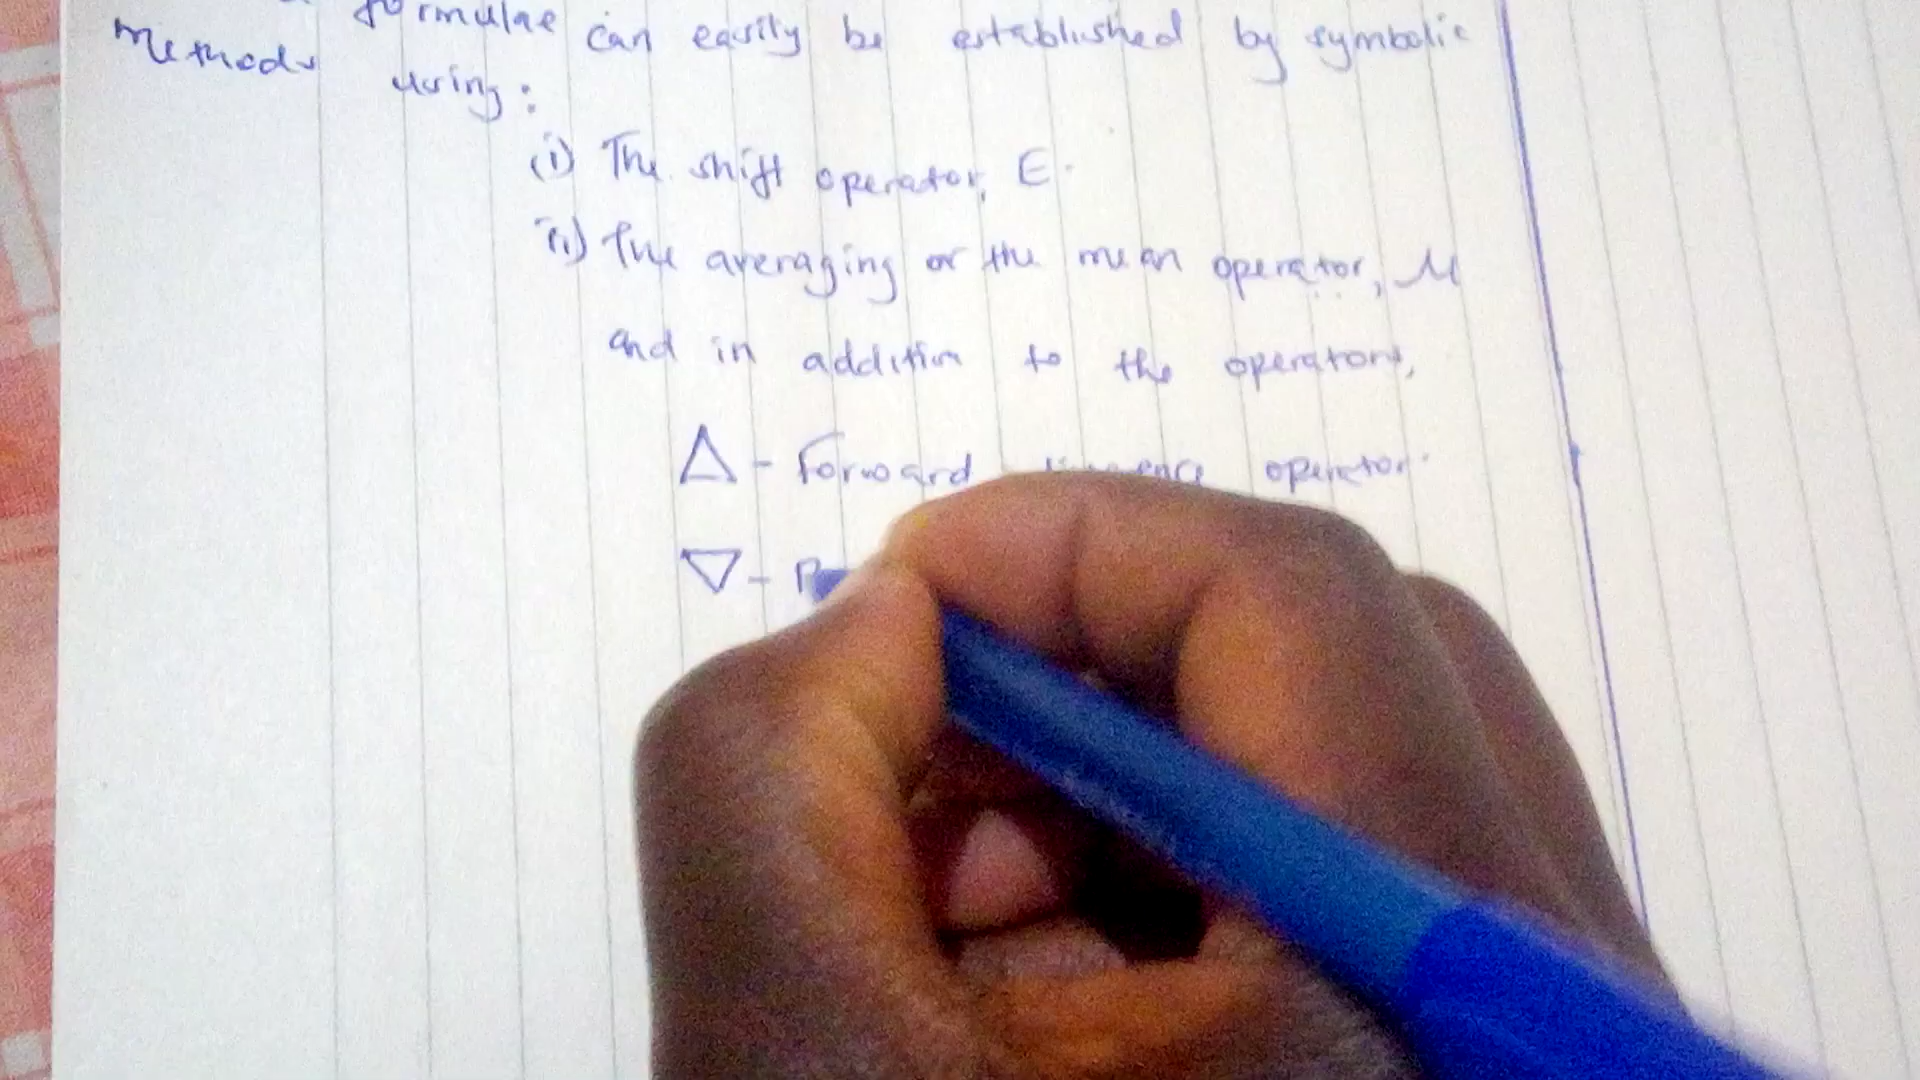 formulae can easily be established by symbolic
methods using:
(i) The shift operator, E.
(ii) The averaging or the mean operator, μ
and in addition to the operators,
△ - Forward operator.
▽ -